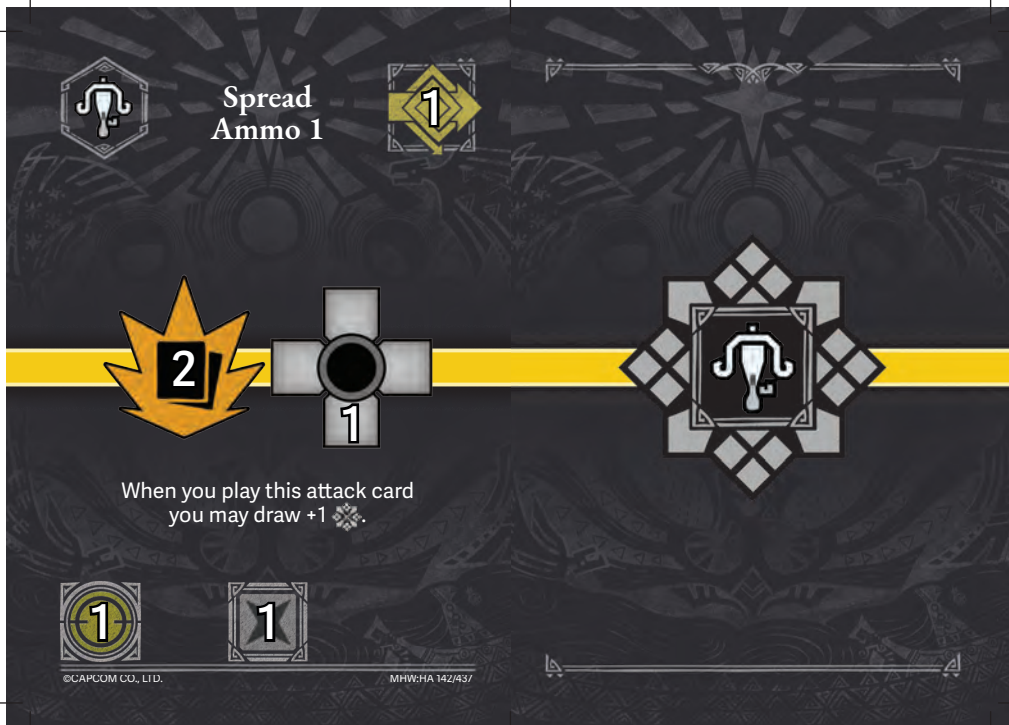 Spread
Ammo 1
1
2
1
When you play this attack card
you may draw +1 .
1
1
©CAPCOM CO., LTD.
MHW:HA 142/437